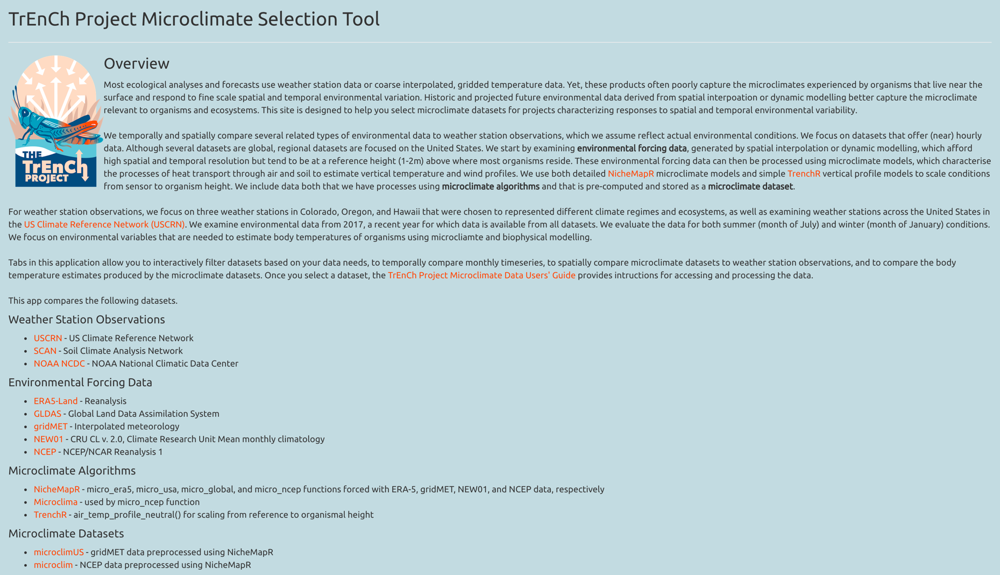 TrEnCh Project Microclimate Selection Tool
Overview
Most ecological analyses and forecasts use weather station data or coarse interpolated, gridded temperature data. Yet, these products often poorly capture the microclimates experienced by organisms that live near the
surface and respond to fine scale spatial and temporal environmental variation. Historic and projected future environmental data derived from spatial interpoation or dynamic modelling better capture the microclimate
relevant to organisms and ecosystems. This site is designed to help you select microclimate datasets for projects characterizing responses to spatial and temporal environmental variability.
We temporally and spatially compare several related types of environmental data to weather station observations, which we assume reflect actual environmental conditions. We focus on datasets that offer (near) hourly
data. Although several datasets are global, regional datasets are focused on the United States. We start by examining environmental forcing data, generated by spatial interpolation or dynamic modelling, which afford
high spatial and temporal resolution but tend to be at a reference height (1-2m) above where most organisms reside. These environmental forcing data can then be processed using microclimate models, which characterise
the processes of heat transport through air and soil to estimate vertical temperature and wind profiles. We use both detailed NicheMapR microclimate models and simple TrenchR vertical profile models to scale conditions
from sensor to organism height. We include data both that we have processes using microclimate algorithms and that is pre-computed and stored as a microclimate dataset.
THE
TrEnCh
PROJECT
For weather station observations, we focus on three weather stations in Colorado, Oregon, and Hawaii that were chosen to represented different climate regimes and ecosystems, as well as examining weather stations across the United States in
the US Climate Reference Network (USCRN). We examine environmental data from 2017, a recent year for which data is available from all datasets. We evaluate the data for both summer (month of July) and winter (month of January) conditions.
We focus on environmental variables that are needed to estimate body temperatures of organisms using microcliamte and biophysical modelling.
Tabs in this application allow you to interactively filter datasets based on your data needs, to temporally compare monthly timeseries, to spatially compare microclimate datasets to weather station observations, and to compare the body
temperature estimates produced by the microclimate datasets. Once you select a dataset, the TrEnCh Project Microclimate Data Users' Guide provides intructions for accessing and processing the data.
This app compares the following datasets.
Weather Station Observations
• USCRN - US Climate Reference Network
• SCAN - Soil Climate Analysis Network
• NOAA NCDC - NOAA National Climatic Data Center
Environmental Forcing Data
• ERA5-Land - Reanalysis
• GLDAS - Global Land Data Assimilation System
• gridMET - Interpolated meteorology
• NEW01 - CRU CL v. 2.0, Climate Research Unit Mean monthly climatology
• NCEP - NCEP/NCAR Reanalysis 1
Microclimate Algorithms
• NicheMapR - micro_era5, micro_usa, micro_global, and micro_ncep functions forced with ERA-5, gridMET, NEW01, and NCEP data, respectively
• Microclima - used by micro_ncep function
• TrenchR - air_temp_profile_neutral() for scaling from reference to organismal height
Microclimate Datasets
• microclimUS - gridMET data preprocessed using NicheMapR
• microclim - NCEP data preprocessed using NicheMapR